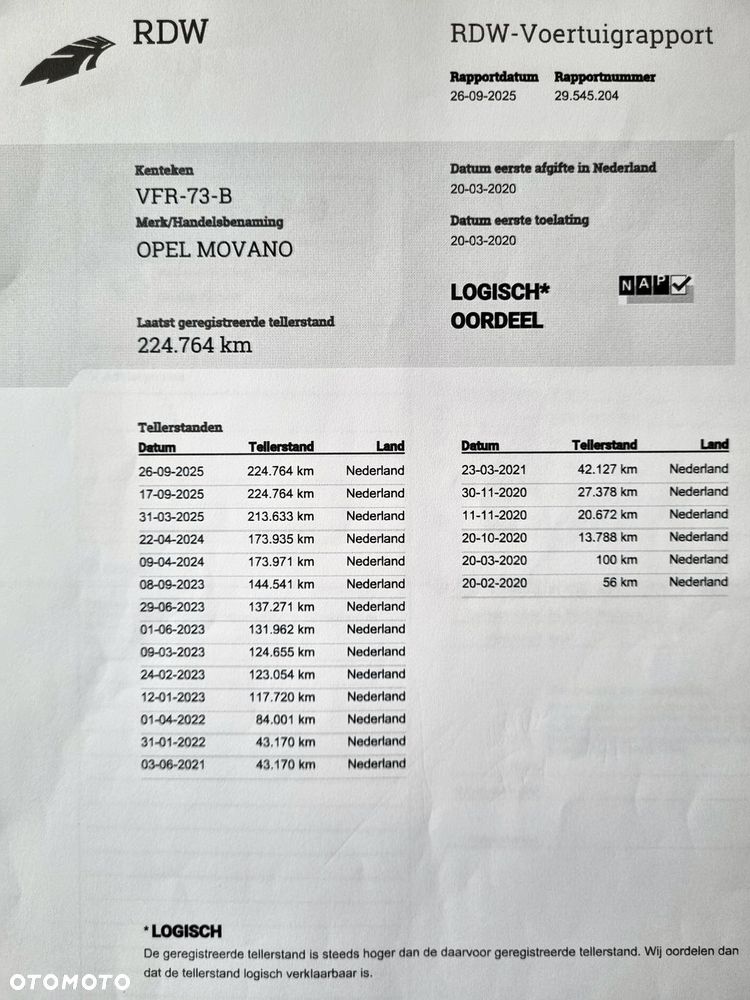 RDW
RDW-Voertuigrapport
Rapportdatum Rapportnummer
26-09-2025 29.545.204
Kenteken
VFR-73-B
Merk/Handelsbenaming
OPEL MOVANO
Laatst geregistreerde tellerstand
224.764 km
Datum eerste afgifte in Nederland
20-03-2020
Datum eerste toelating
20-03-2020
LOGISCH*
OORDEEL
NAP
Tellerstanden
Datum Tellerstand Land
26-09-2025 224.764 km Nederland
17-09-2025 224.764 km Nederland
31-03-2025 213.633 km Nederland
22-04-2024 173.935 km Nederland
09-04-2024 173.971 km Nederland
08-09-2023 144.541 km Nederland
29-06-2023 137.271 km Nederland
01-06-2023 131.962 km Nederland
09-03-2023 124.655 km Nederland
24-02-2023 123.054 km Nederland
12-01-2023 117.720 km Nederland
01-04-2022 84.001 km Nederland
31-01-2022 43.170 km Nederland
03-06-2021 43.170 km Nederland
Datum Tellerstand Land
23-03-2021 42.127 km Nederland
30-11-2020 27.378 km Nederland
11-11-2020 20.672 km Nederland
20-10-2020 13.788 km Nederland
20-03-2020 100 km Nederland
20-02-2020 56 km Nederland
* LOGISCH
De geregistreerde tellerstand is steeds hoger dan de daarvoor geregistreerde tellerstand. Wij oordelen dan
dat de tellerstand logisch verklaarbaar is.
OTOMOTO